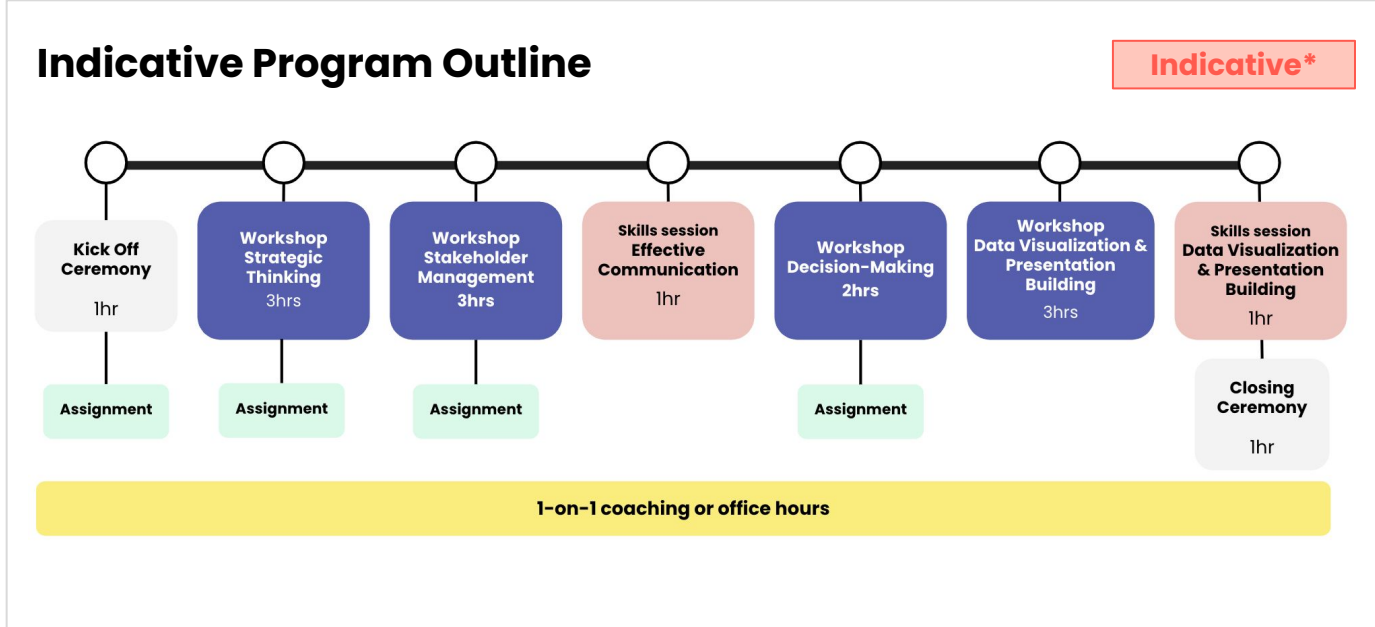 Indicative Program Outline
Indicative*
Kick Off
Ceremony
1hr
Workshop
Strategic
Thinking
3hrs
Workshop
Stakeholder
Management
3hrs
Skills session
Effective
Communication
1hr
Workshop
Decision-Making
2hrs
Workshop
Data Visualization &
Presentation
Building
3hrs
Skills session
Data Visualization
& Presentation
Building
1hr
Assignment
Assignment
Assignment
Assignment
Closing
Ceremony
1hr
1-on-1 coaching or office hours